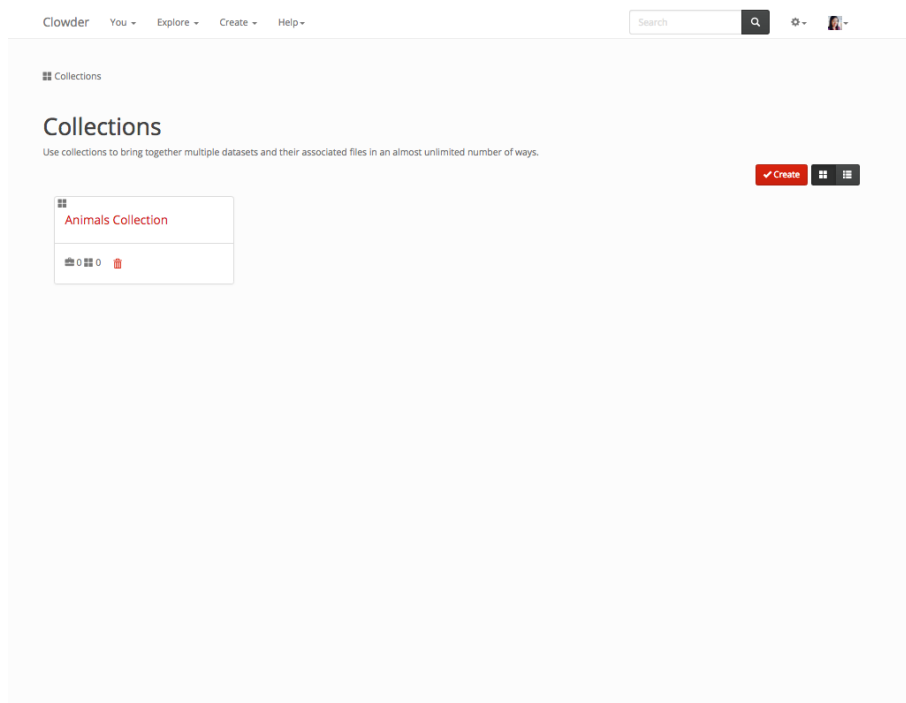 Clowder You Explore Create Help Search
Collections
Collections
Use collections to bring together multiple datasets and their associated files in an almost unlimited number of ways.
Create
Animals Collection
0 0